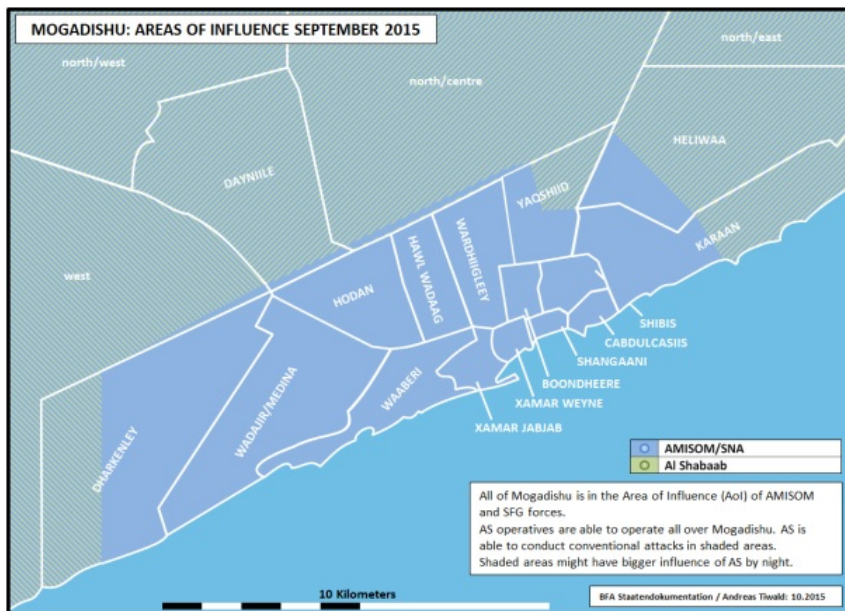 MOGADISHU: AREAS OF INFLUENCE SEPTEMBER 2015
north/east
north/west
north/centre
HELIWAA
DAYNIILE
YAQSHIID
KARAAN
west
WARDHIIGLEEY
HAWL WADAAG
HODAN
SHIBIS
CABDULCASIIS
SHANGAANI
BOONDHEERE
XAMAR WEYNE
XAMAR JABJAB
WAABERI
WADAJIR/MEDINA
DHARKENLEY
AMISOM/SNA
Al Shabaab
All of Mogadishu is in the Area of Influence (AoI) of AMISOM
and SFG forces.
AS operatives are able to operate all over Mogadishu. AS is
able to conduct conventional attacks in shaded areas.
Shaded areas might have bigger influence of AS by night.
10 Kilometers
BFA Staatendokumentation / Andreas Tiwald: 10.2015